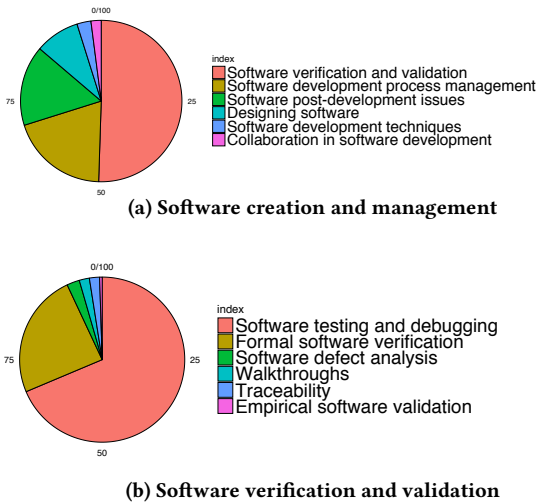 0/100
25
50
75
index
Software verification and validation
Software development process management
Software post-development issues
Designing software
Software development techniques
Collaboration in software development
(a) Software creation and management
0/100
25
50
75
index
Software testing and debugging
Formal software verification
Software defect analysis
Walkthroughs
Traceability
Empirical software validation
(b) Software verification and validation